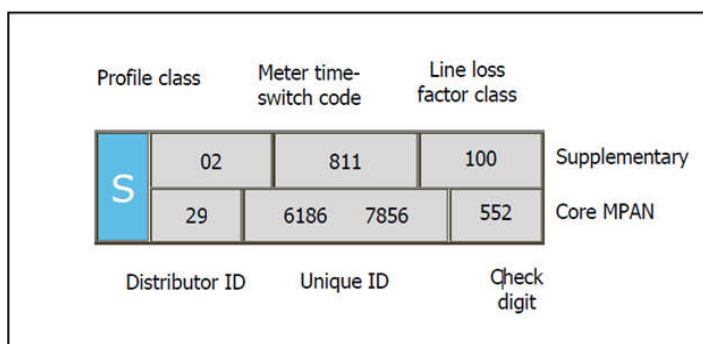 Profile class
Meter time-
switch code
Line loss
factor class
S
02 811 100 Supplementary
29 6186 7856 552 Core MPAN
Distributor ID
Unique ID
Check
digit